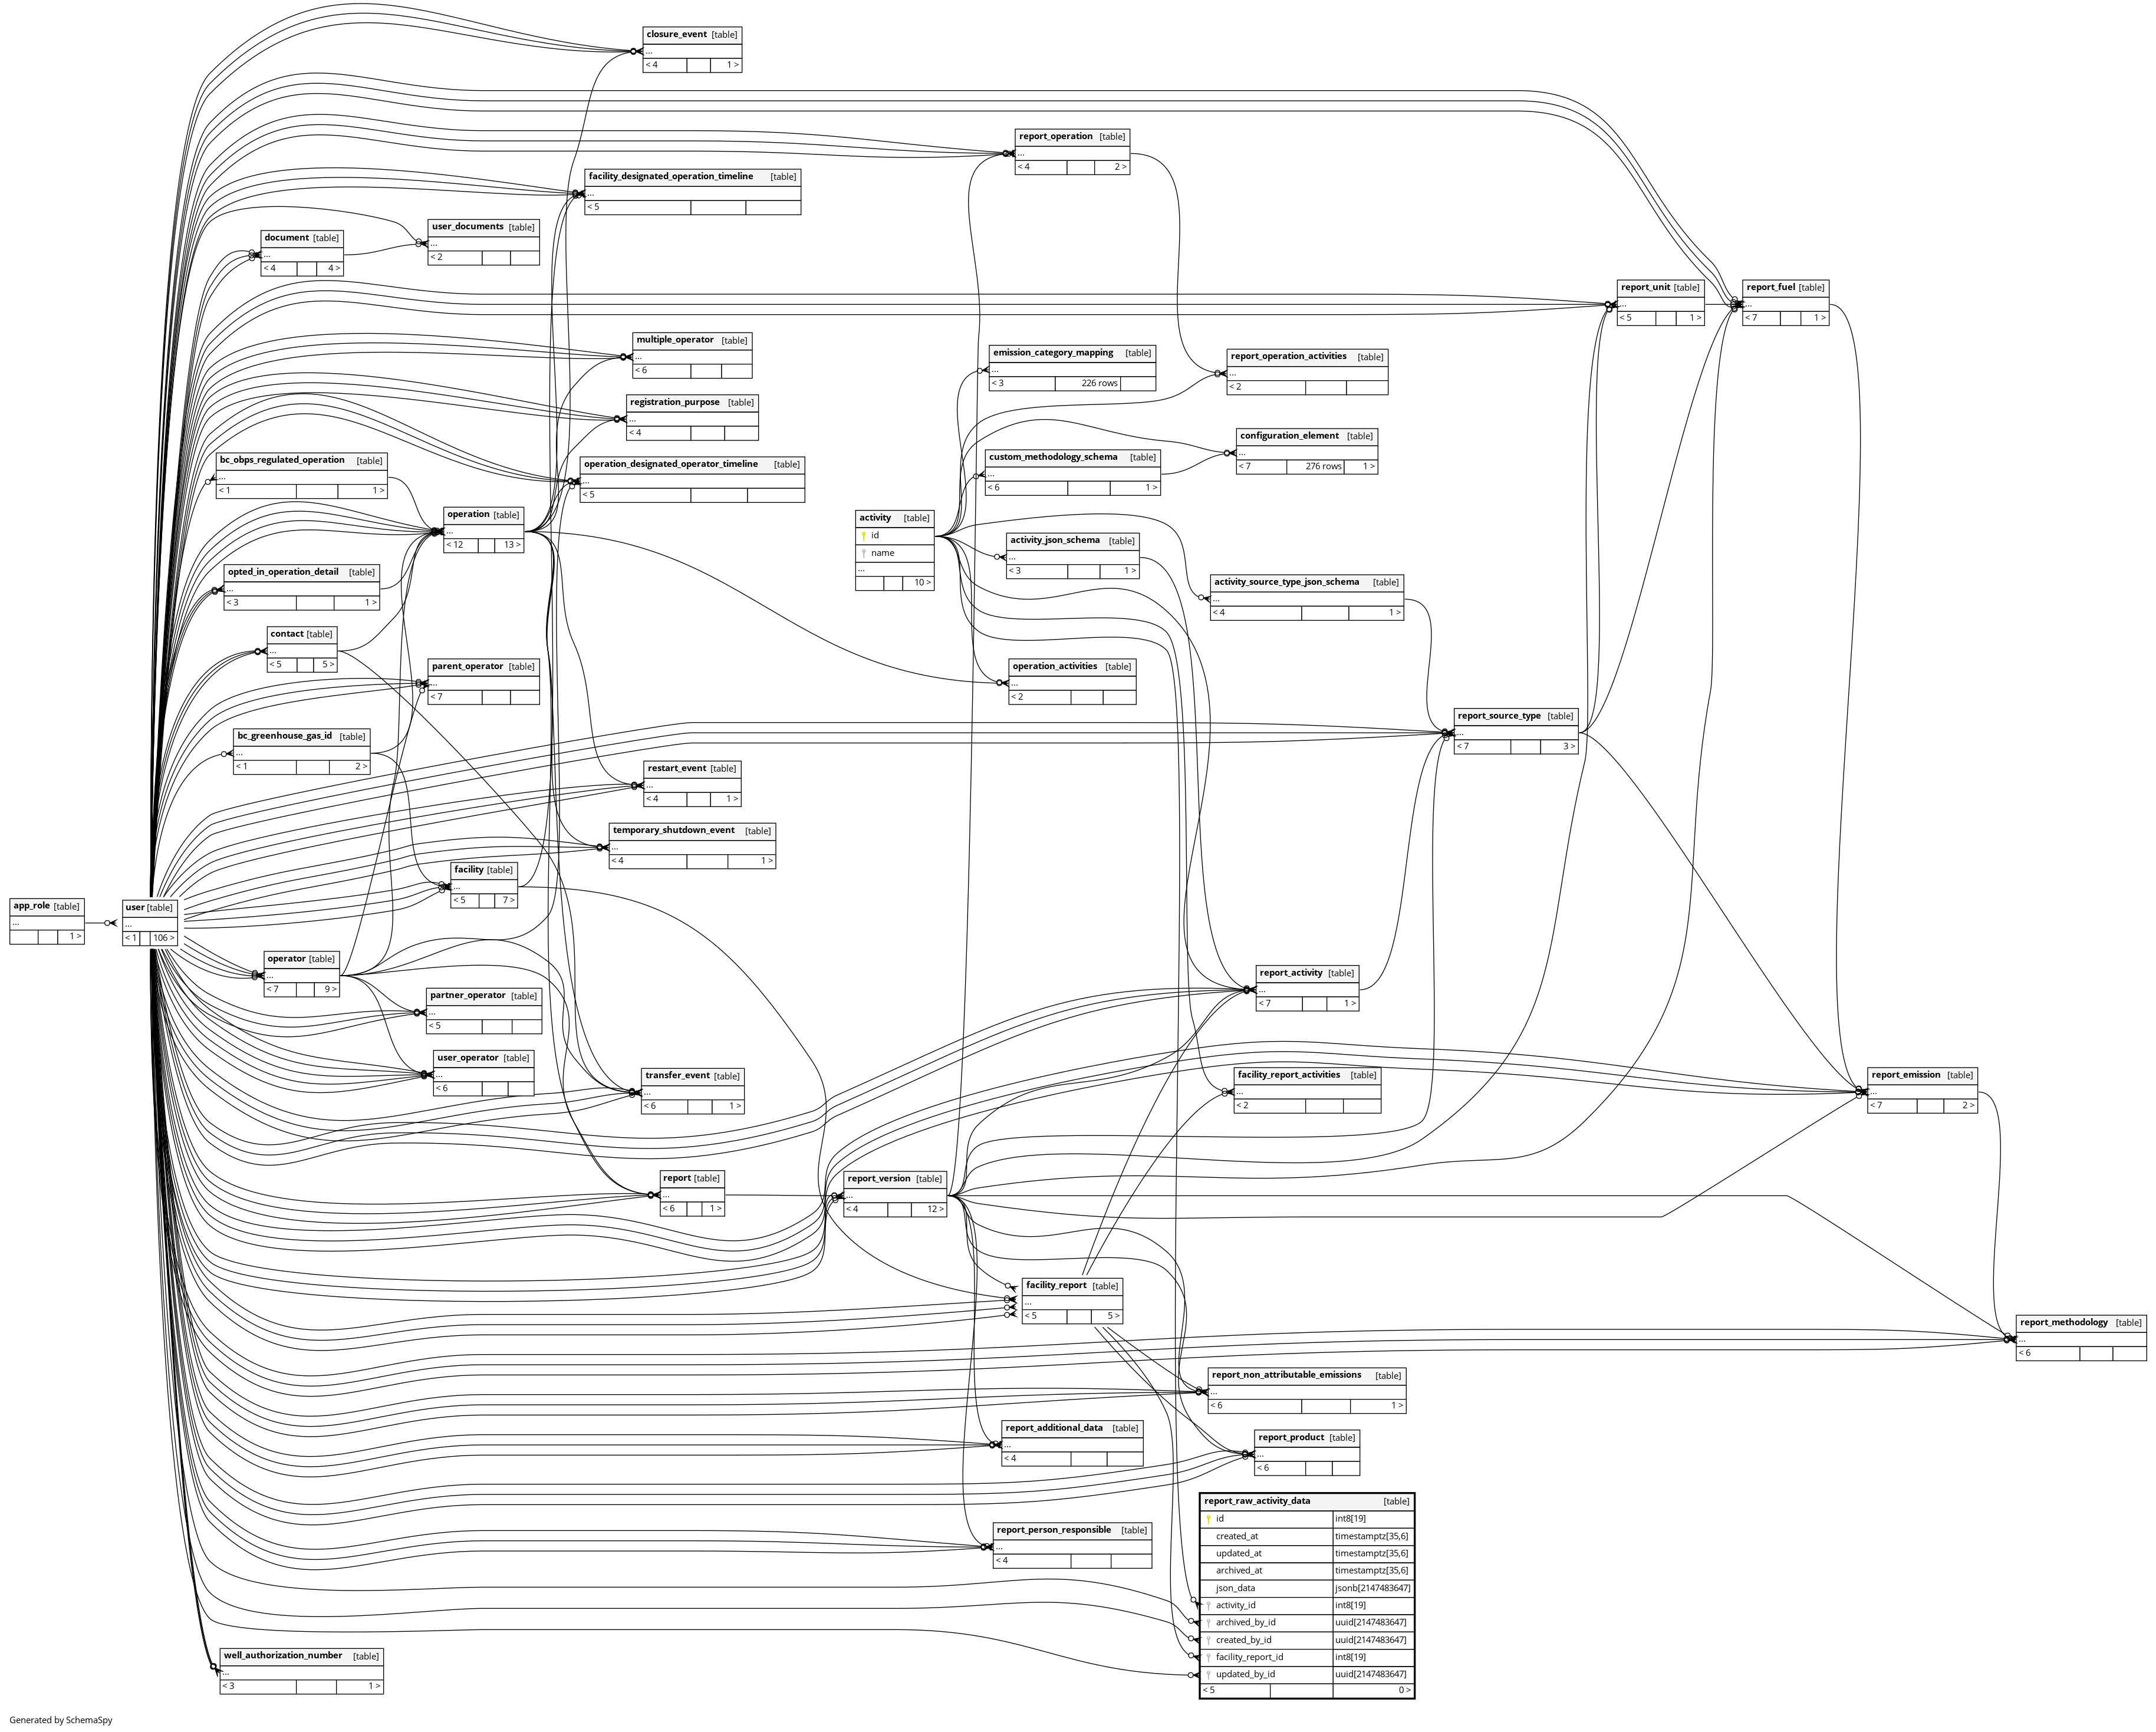 closure_event [table]
...
< 4 1 >
report_operation [table]
...
< 4 2 >
facility_designated_operation_timeline [table]
...
< 5
user_documents [table]
...
< 2
document [table]
...
< 4 4 >
report_unit [table]
...
< 5 1 >
report_fuel [table]
...
< 7 1 >
multiple_operator [table]
...
< 6
emission_category_mapping [table]
...
< 3 226 rows
report_operation_activities [table]
...
< 2
registration_purpose [table]
...
< 4
configuration_element [table]
...
< 7 276 rows 1 >
custom_methodology_schema [table]
...
< 6 1 >
bc_obps_regulated_operation [table]
...
< 1 1 >
operation_designated_operator_timeline [table]
...
< 5
operation [table]
...
< 12 13 >
activity [table]
id
name
...
10 >
activity_json_schema [table]
...
< 3 1 >
opted_in_operation_detail [table]
...
< 3 1 >
activity_source_type_json_schema [table]
...
< 4 1 >
contact [table]
...
< 5 5 >
parent_operator [table]
...
< 7
operation_activities [table]
...
< 2
report_source_type [table]
...
< 7 3 >
bc_greenhouse_gas_id [table]
...
< 1 2 >
restart_event [table]
...
< 4 1 >
temporary_shutdown_event [table]
...
< 4 1 >
facility [table]
...
< 5 7 >
app_role [table]
...
1 >
user [table]
...
< 1 106 >
operator [table]
...
< 7 9 >
report_activity [table]
...
< 7 1 >
partner_operator [table]
...
< 5
user_operator [table]
...
< 6
transfer_event [table]
...
< 6 1 >
facility_report_activities [table]
...
< 2
report_emission [table]
...
< 7 2 >
report [table]
...
< 6 1 >
report_version [table]
...
< 4 12 >
facility_report [table]
...
< 5 5 >
report_methodology [table]
...
< 6
report_non_attributable_emissions [table]
...
< 6 1 >
report_additional_data [table]
...
< 4
report_product [table]
...
< 6
report_person_responsible [table]
...
< 4
report_raw_activity_data [table]
id int8[19]
created_at timestamptz[35,6]
updated_at timestamptz[35,6]
archived_at timestamptz[35,6]
json_data jsonb[2147483647]
activity_id int8[19]
archived_by_id uuid[2147483647]
created_by_id uuid[2147483647]
facility_report_id int8[19]
updated_by_id uuid[2147483647]
< 5 0 >
well_authorization_number [table]
...
< 3 1 >
Generated by SchemaSpy